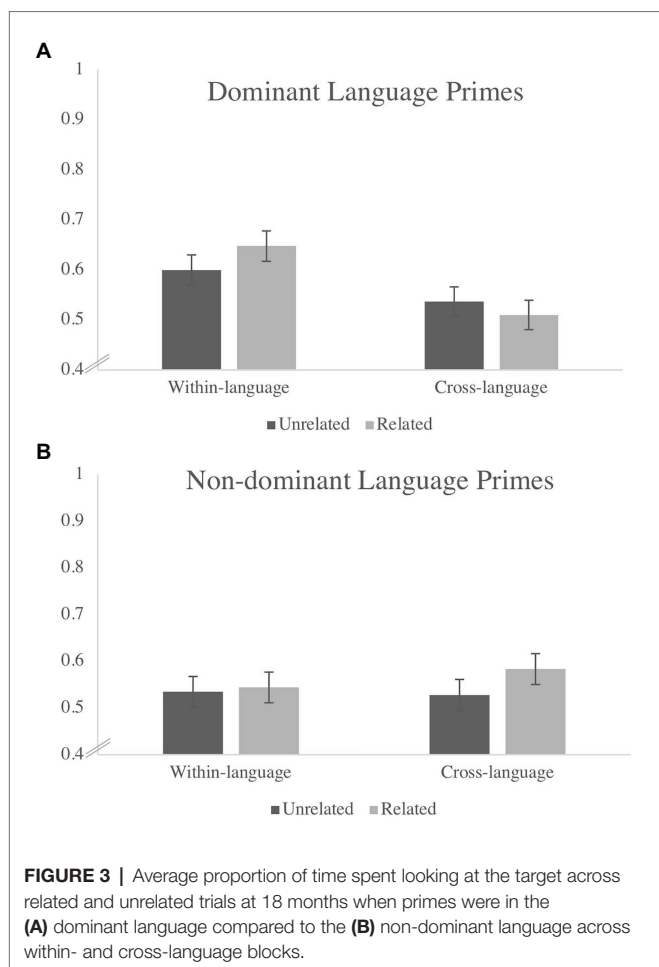 A
Dominant Language Primes
1
0.9
0.8
0.7
0.6
0.5
0.4
Within-language
Cross-language
Unrelated
Related
B
Non-dominant Language Primes
1
0.9
0.8
0.7
0.6
0.5
0.4
Within-language
Cross-language
Unrelated
Related
FIGURE 3 | Average proportion of time spent looking at the target across
related and unrelated trials at 18 months when primes were in the
(A) dominant language compared to the (B) non-dominant language across
within- and cross-language blocks.